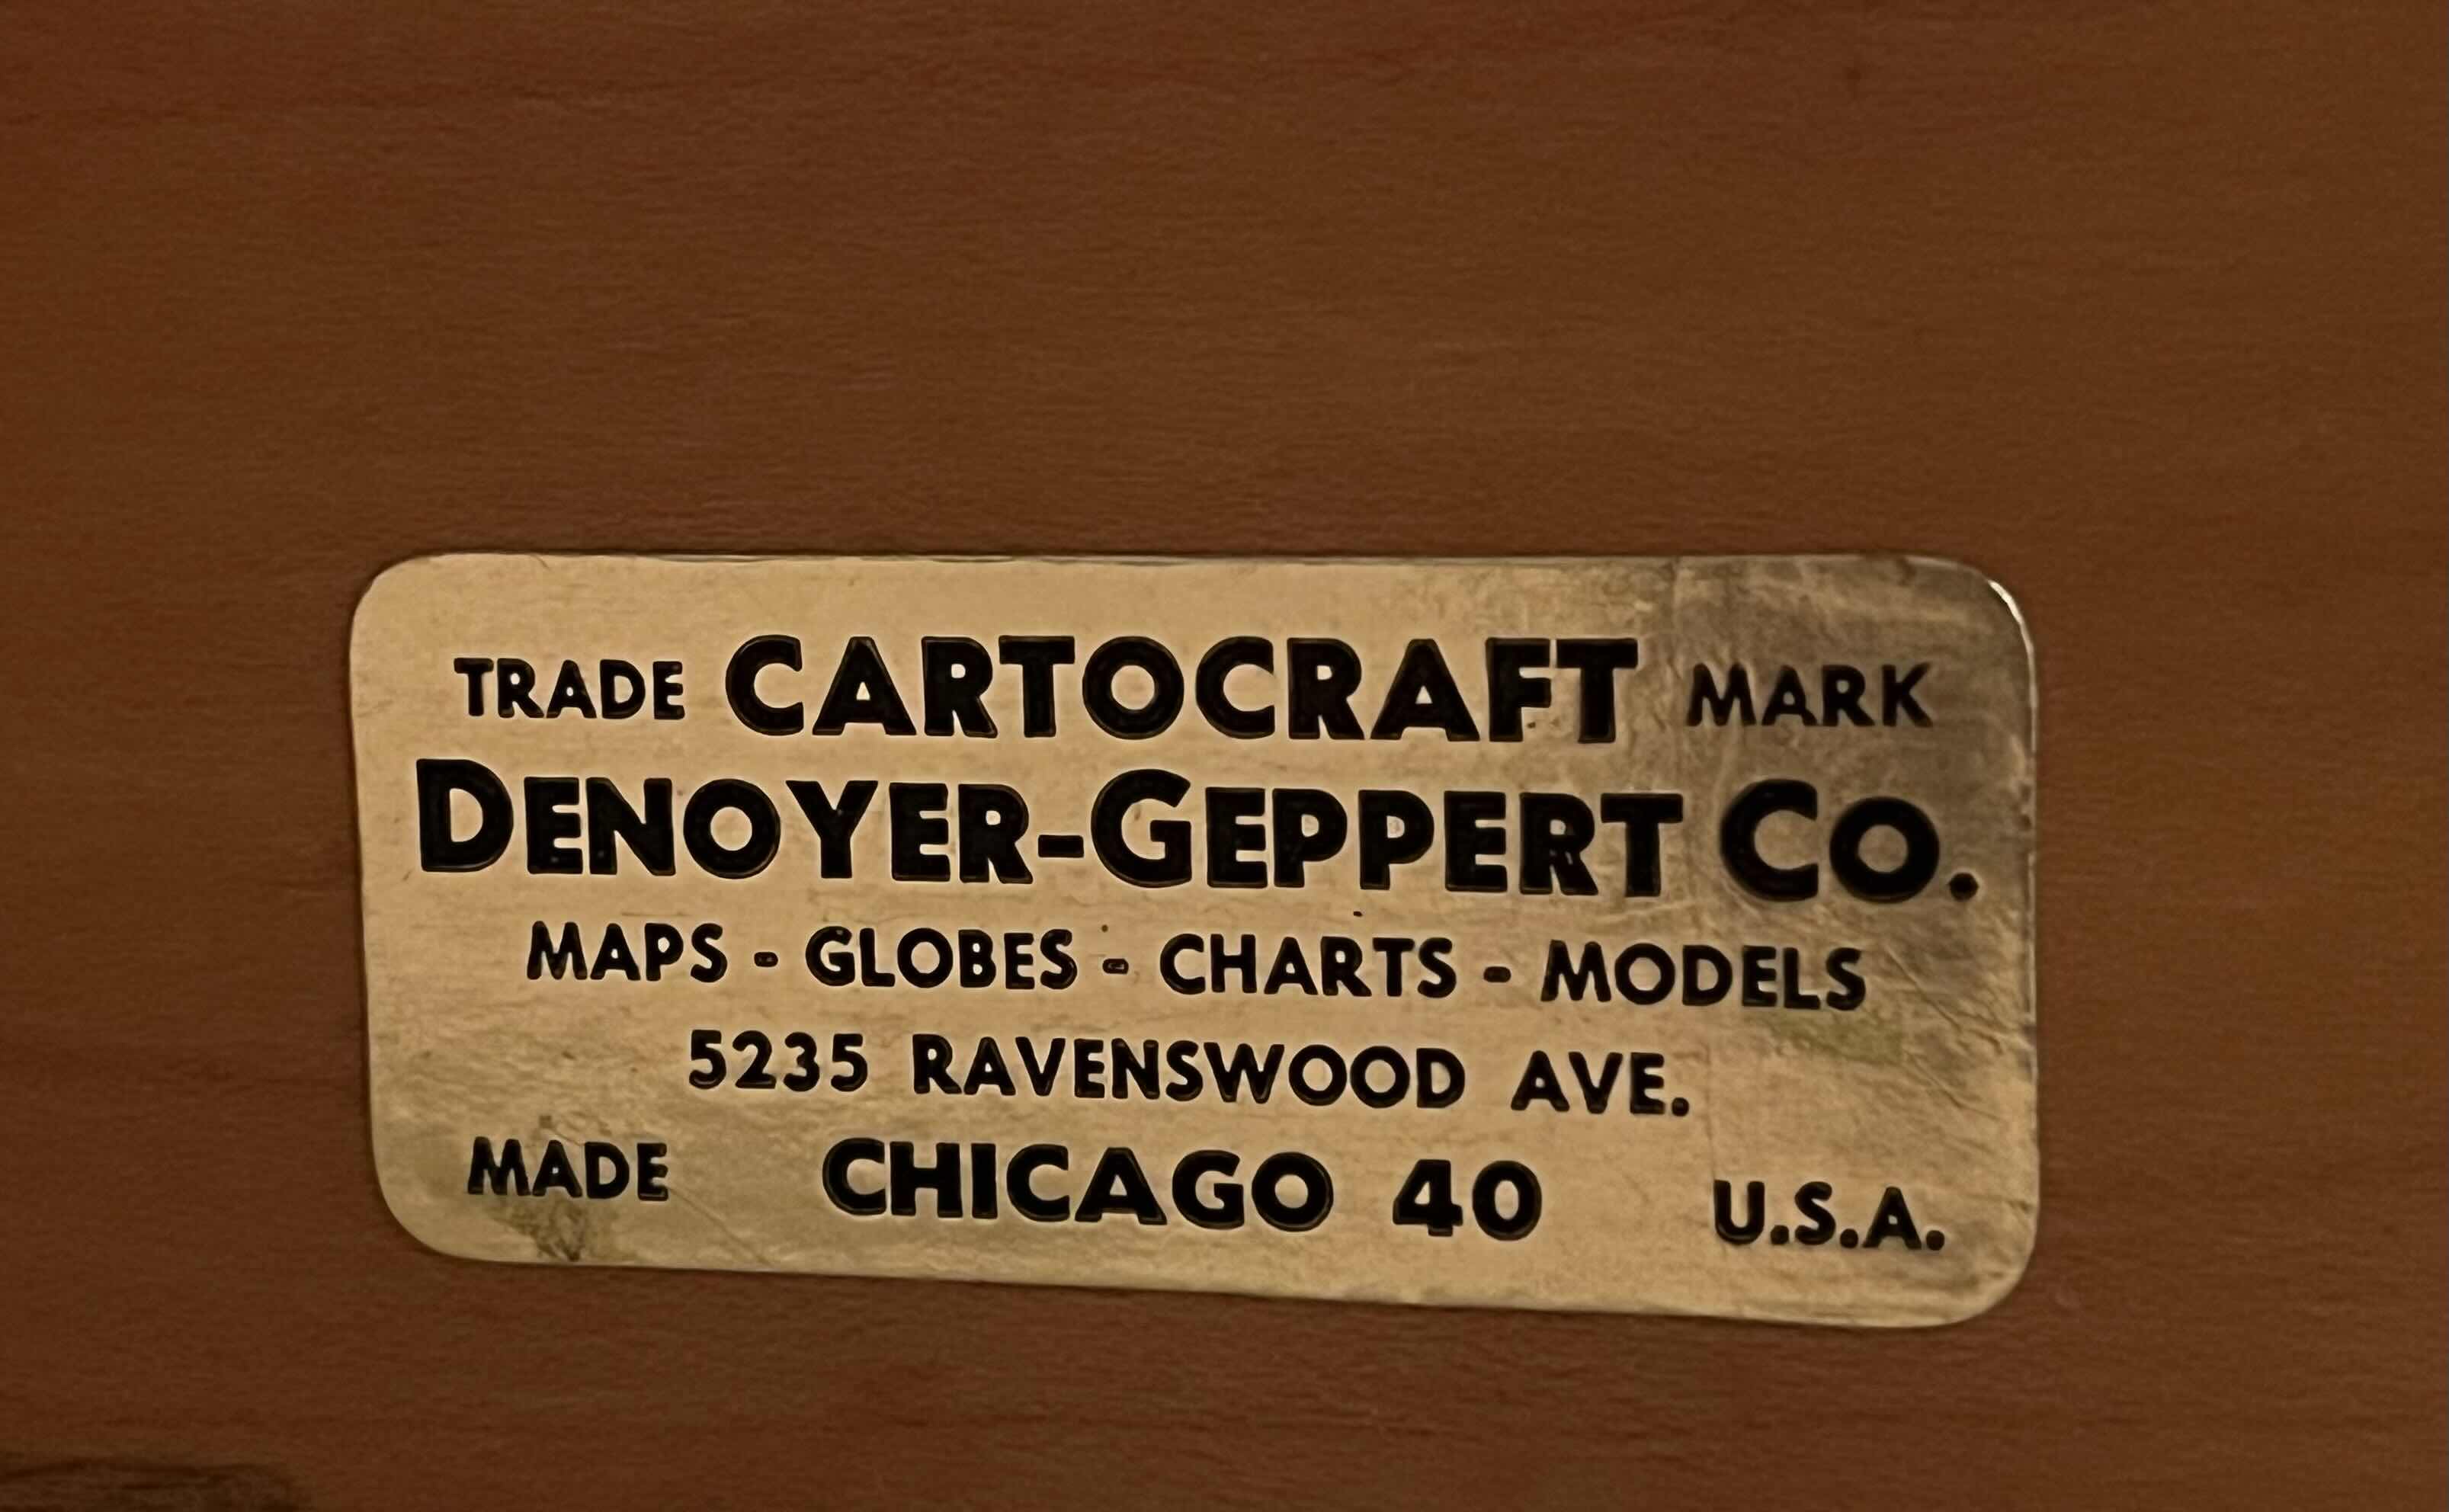 TRADE CARTOCRAFT MARK
DENOYER-GEPPERT CO.
MAPS - GLOBES - CHARTS - MODELS
5235 RAVENSWOOD AVE.
MADE CHICAGO 40 U.S.A.